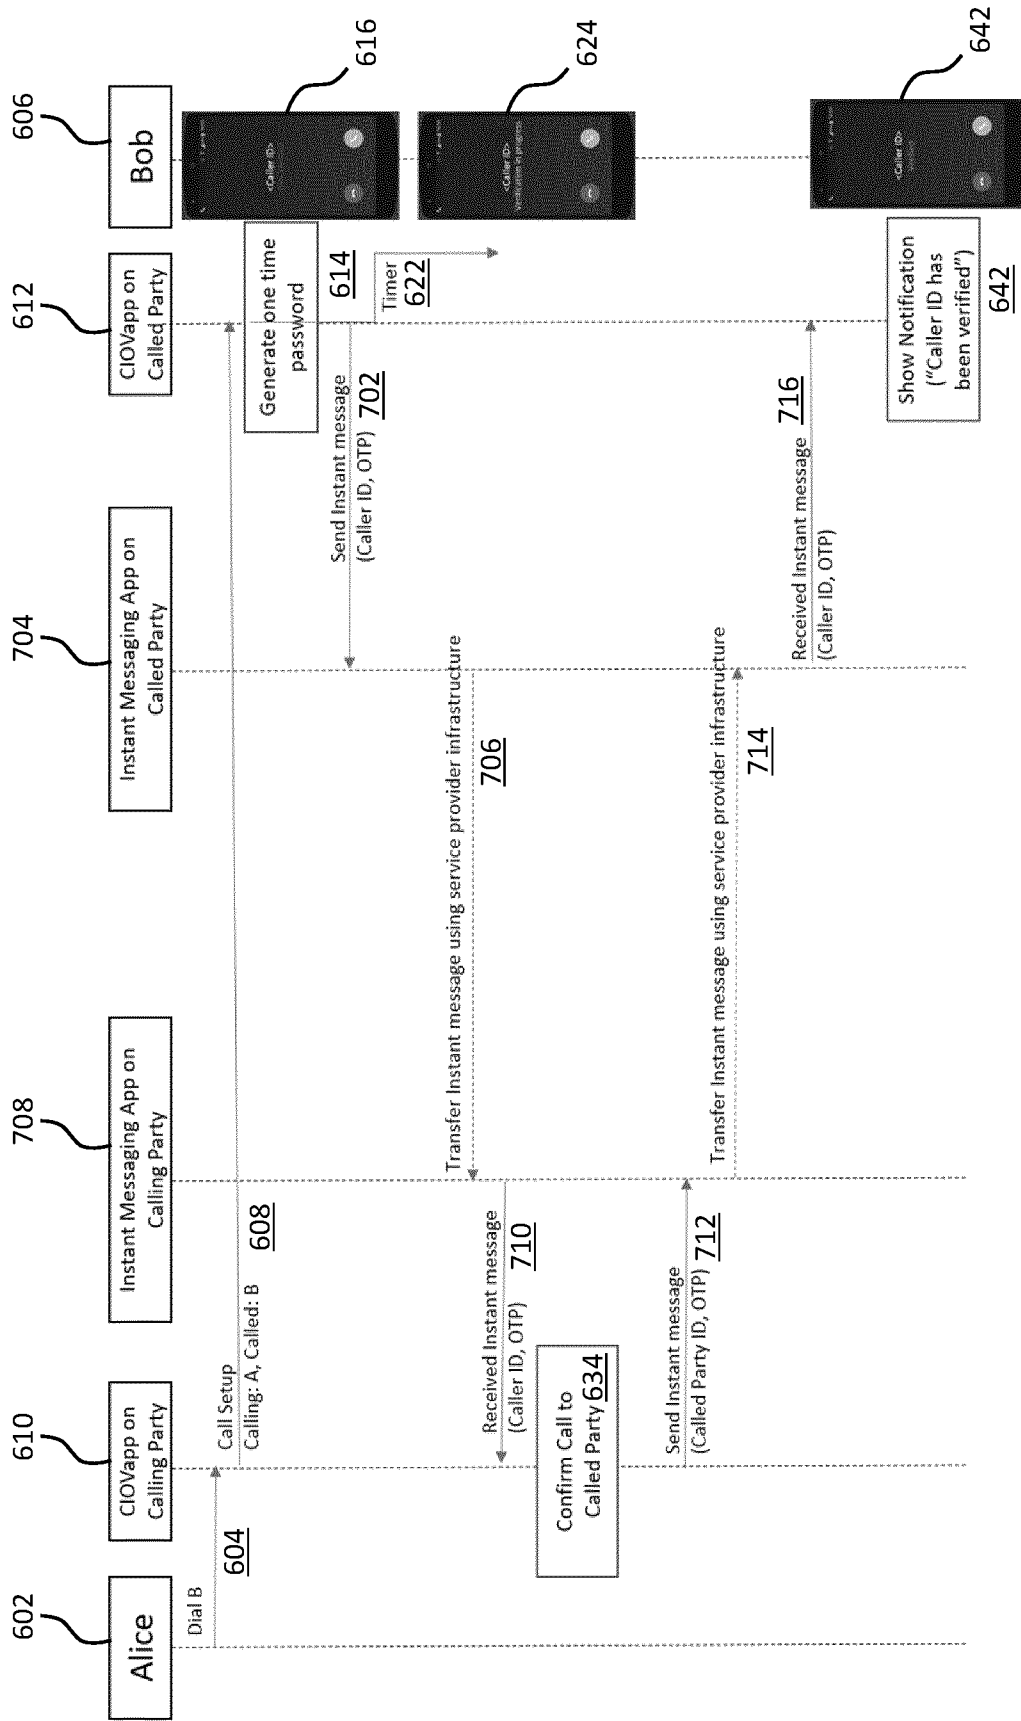 602
610
708
704
612
606
Alice
CIOVapp on
Calling Party
Instant Messaging App on
Calling Party
Instant Messaging App on
Called Party
CIOVapp on
Called Party
Bob
Dial B
604
Call Setup
Calling: A, Called: B
608
Generate one time
password
614
616
<Caller ID>
Send Instant message
(Caller ID, OTP)
702
Timer
622
624
<Caller ID>
Verification in progress
Transfer Instant message using service provider infrastructure
706
Received Instant message
(Caller ID, OTP)
710
Confirm Call to
Called Party
634
Send Instant message
(Called Party ID, OTP)
712
Transfer Instant message using service provider infrastructure
714
Received Instant message
(Caller ID, OTP)
716
Show Notification
("Caller ID has
been verified")
642
<Caller ID>
642